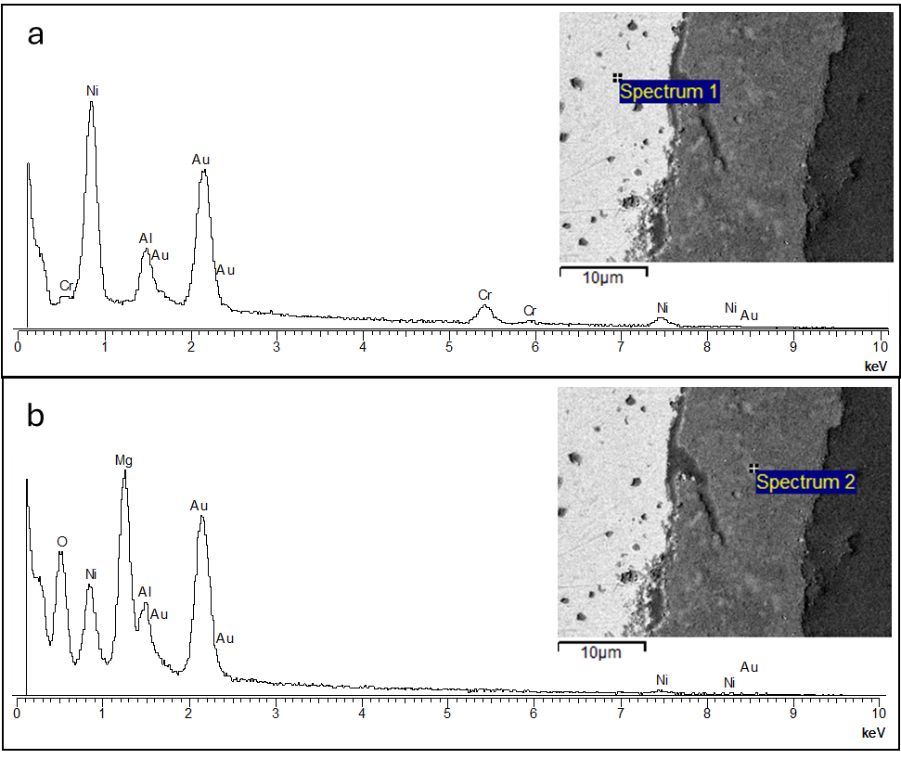 a
Ni
Au
Al
Au
Au
Cr
Cr
Cr
Ni
Ni
Au
0 1 2 3 4 5 6 7 8 9 10
keV
Spectrum 1
10µm
b
Mg
Au
O
Ni
Al
Au
Au
Au
Ni
Ni
0 1 2 3 4 5 6 7 8 9 10
keV
Spectrum 2
10µm